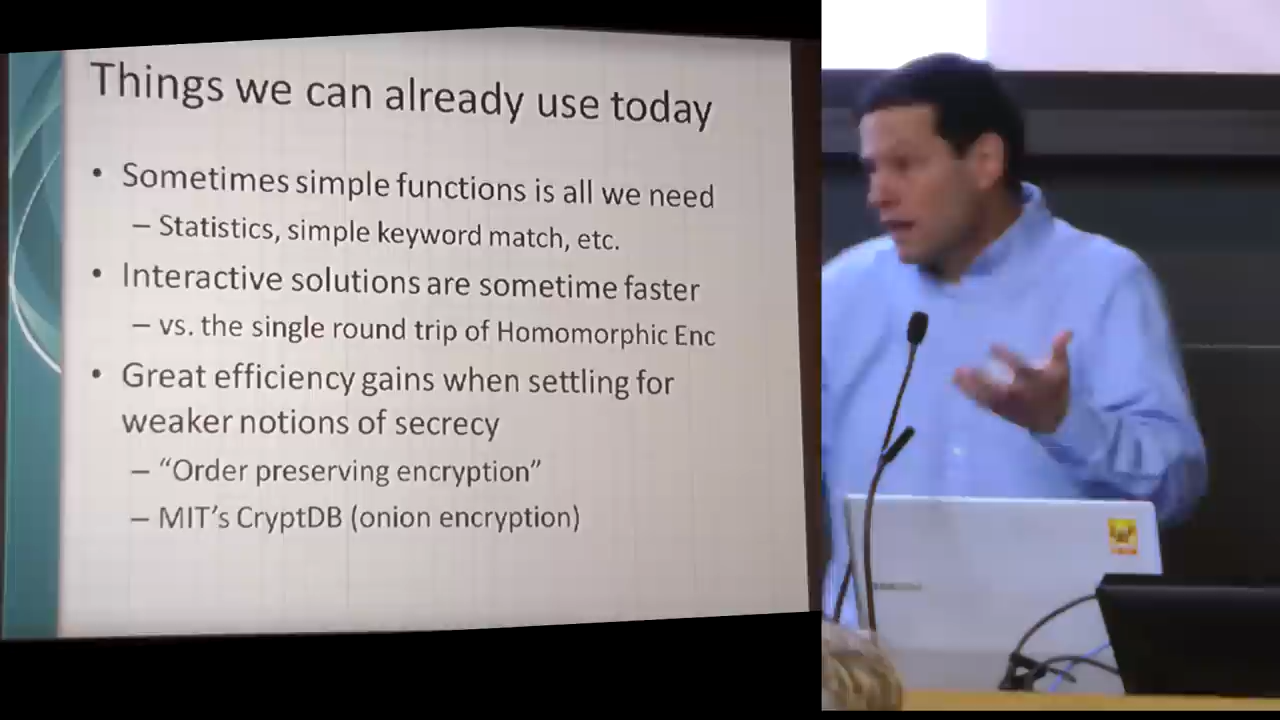 Things we can already use today
• Sometimes simple functions is all we need
– Statistics, simple keyword match, etc.
• Interactive solutions are sometime faster
– vs. the single round trip of Homomorphic Enc
• Great efficiency gains when settling for
weaker notions of secrecy
– “Order preserving encryption”
– MIT’s CryptDB (onion encryption)